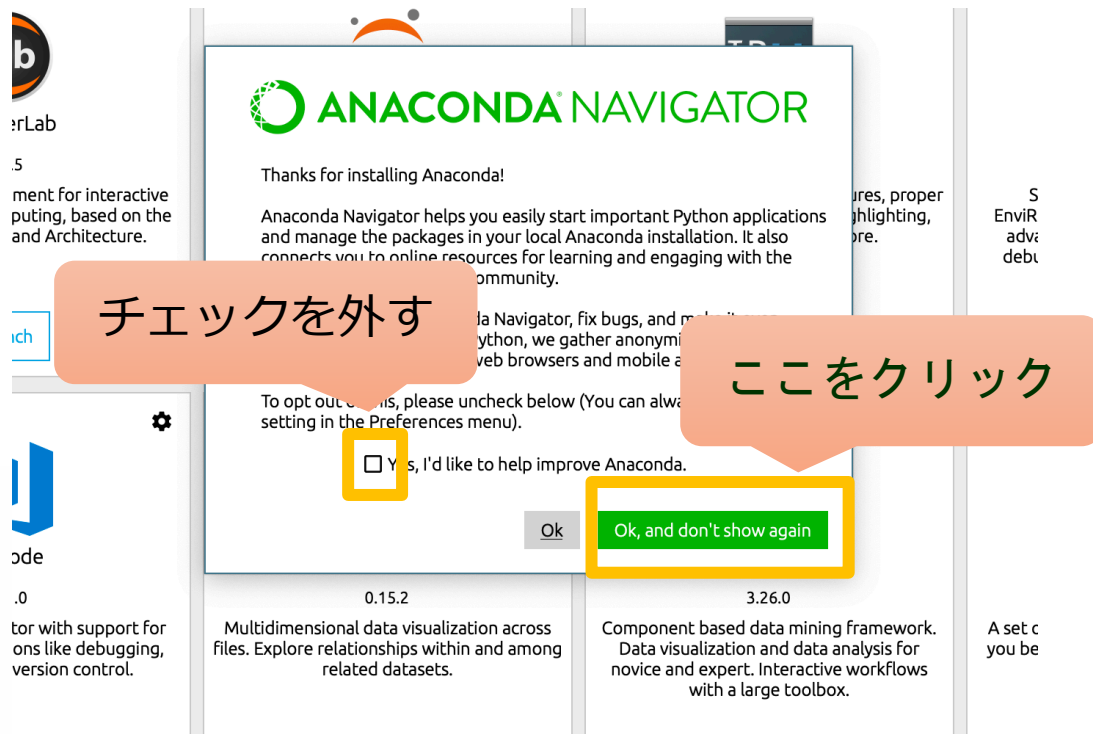 b
erLab
.5
ment for interactive
puting, based on the
and Architecture.
nch
ANACONDA NAVIGATOR
Thanks for installing Anaconda!
Anaconda Navigator helps you easily start important Python applications
and manage the packages in your local Anaconda installation. It also
connects you to online resources for learning and engaging with the
ommunity.
da Navigator, fix bugs, and make it even
ython, we gather anonymi
web browsers and mobile a
To opt out of this, please uncheck below (You can alwa
setting in the Preferences menu).
Yes, I'd like to help improve Anaconda.
Ok
Ok, and don't show again
チェックを外す
ここをクリック
ures, proper
ghlighting,
ore.
S
EnviR
adva
debu
ode
.0
tor with support for
ons like debugging,
version control.
0.15.2
Multidimensional data visualization across
files. Explore relationships within and among
related datasets.
3.26.0
Component based data mining framework.
Data visualization and data analysis for
novice and expert. Interactive workflows
with a large toolbox.
A set o
you be